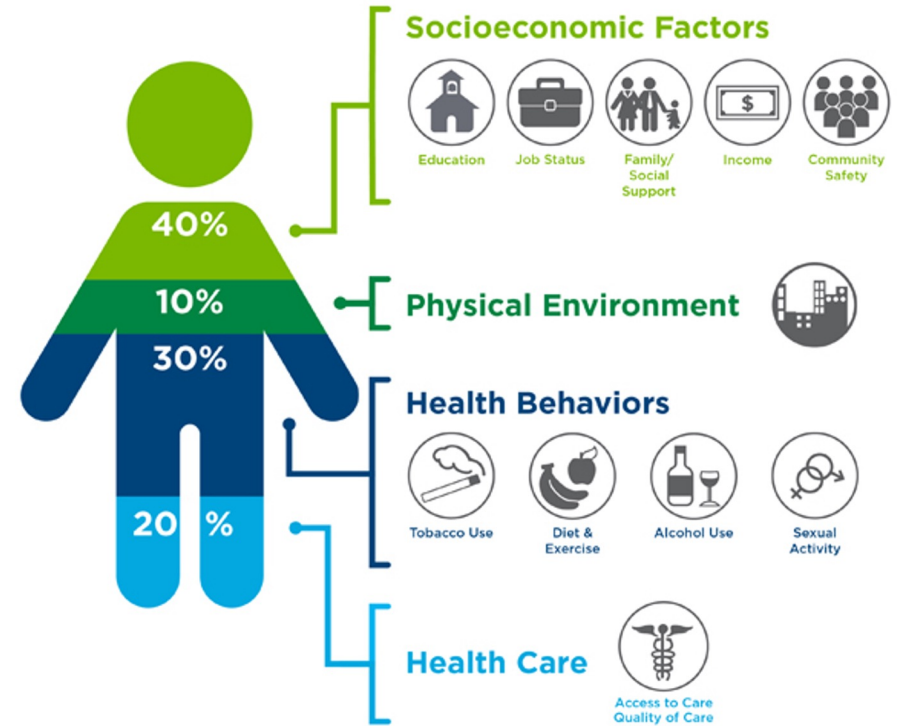 Socioeconomic Factors
$
Education
Job Status
Family/
Social
Support
Income
Community
Safety
40%
10%
Physical Environment
30%
Health Behaviors
Tobacco Use
Diet &
Exercise
Alcohol Use
Sexual
Activity
20 %
Health Care
Access to Care
Quality of Care